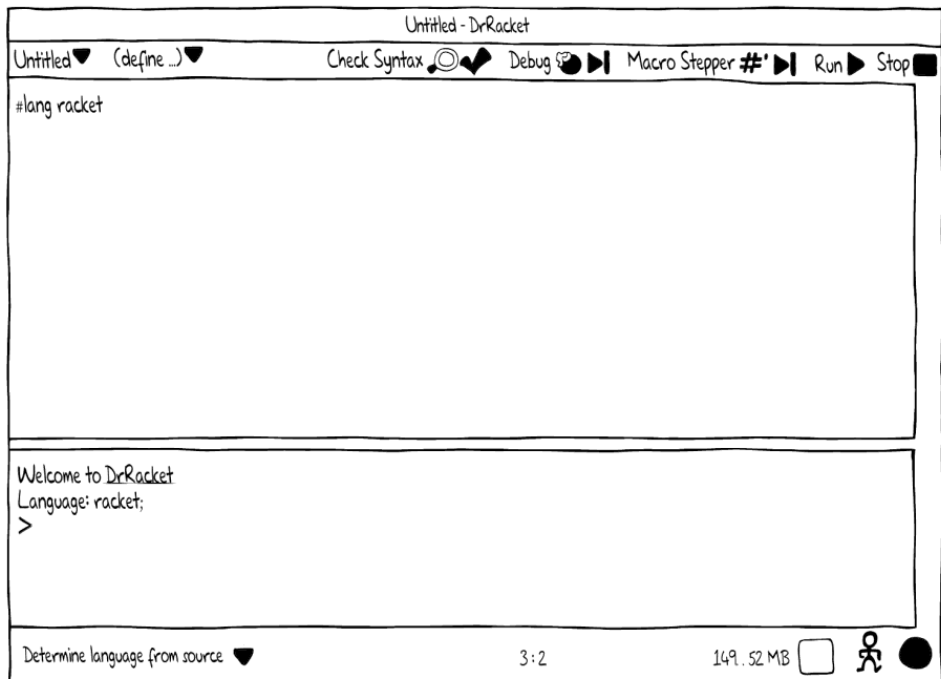 Untitled - DrRacket
Untitled (define ...) Check Syntax Debug Macro Stepper #' Run Stop
#lang racket
Welcome to DrRacket
Language: racket;
>
Determine language from source 3:2 149.52 MB